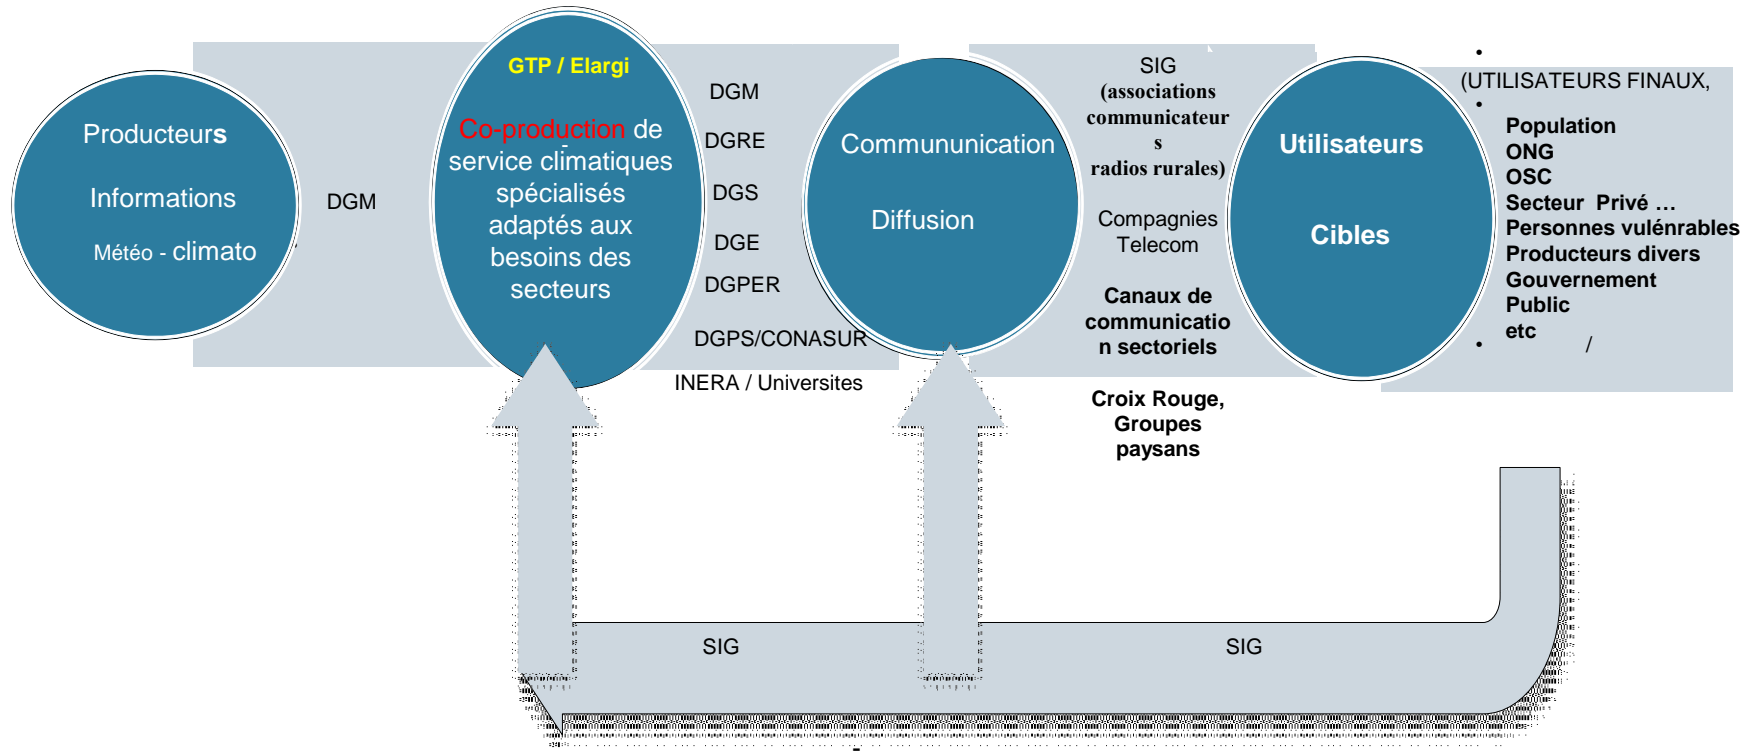 Producteurs
Informations
Météo - climato
DGM
GTP / Elargi
Co-production de
service climatiques
spécialisés
adaptés aux
besoins des
secteurs
DGM
DGRE
DGS
DGE
DGPER
DGPS/CONASUR
INERA / Universites
Commununication
Diffusion
SIG
(associations
communicateur
s
radios rurales)
Compagnies
Telecom
Canaux de
communicatio
n sectoriels
Croix Rouge,
Groupes
paysans
Utilisateurs
Cibles
•
(UTILISATEURS FINAUX,
•
Population
ONG
OSC
Secteur Privé ...
Personnes vulénrables
Producteurs divers
Gouvernement
Public
etc
• /
SIG
SIG